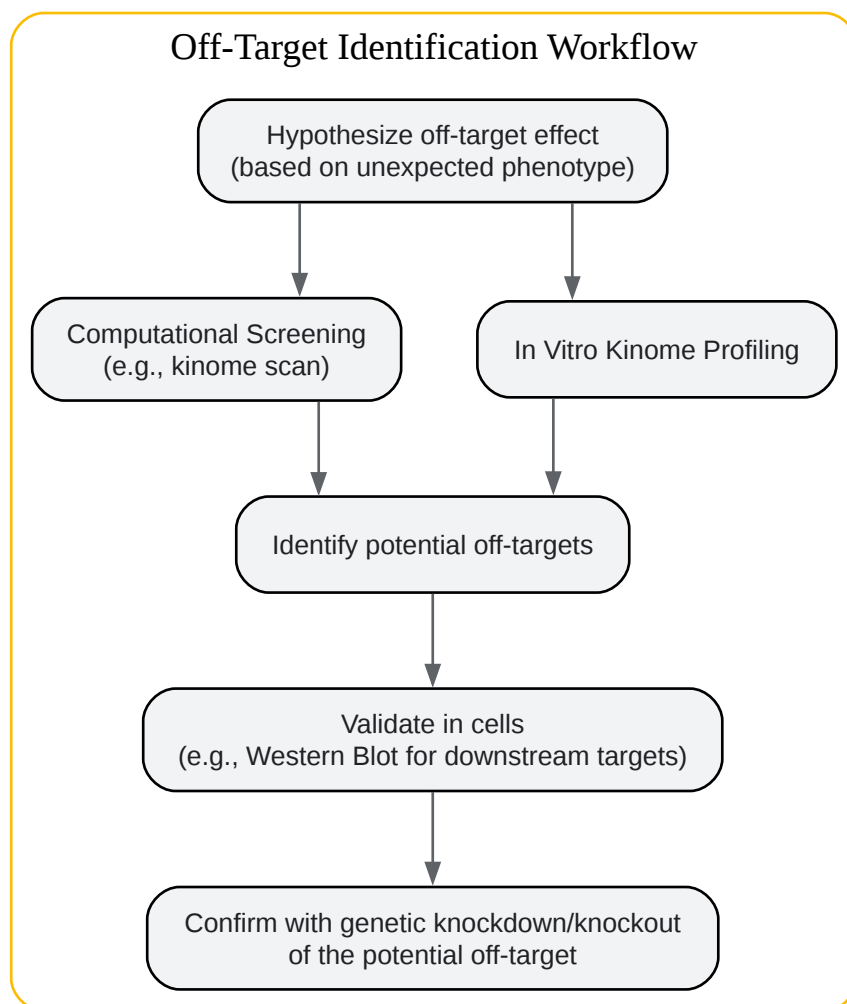 Off-Target Identification Workflow
Hypothesize off-target effect
(based on unexpected phenotype)
Computational Screening
(e.g., kinome scan)
In Vitro Kinome Profiling
Identify potential off-targets
Validate in cells
(e.g., Western Blot for downstream targets)
Confirm with genetic knockdown/knockout
of the potential off-target